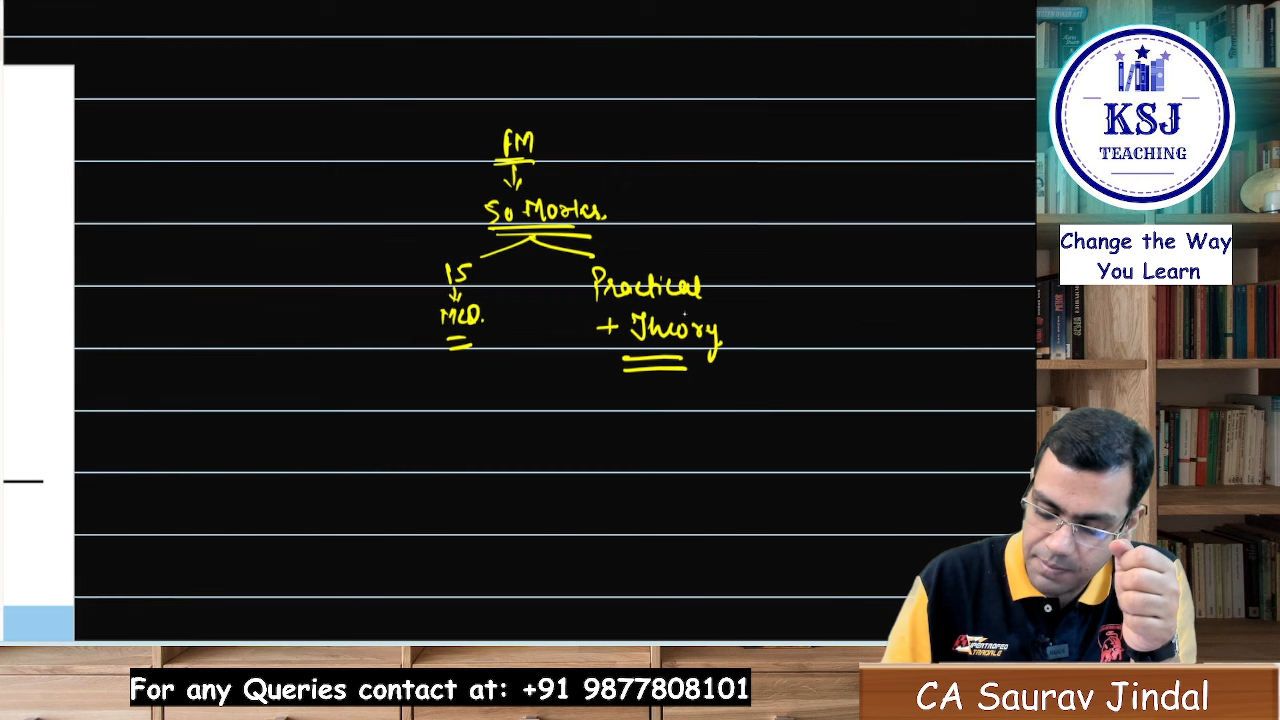 FM
50 Marks.
15
MCQ.
Practical
+ Theory
KSJ
TEACHING
Change the Way
You Learn
For any Queries contact at: +91 9877808101
CA Saurav Jindal